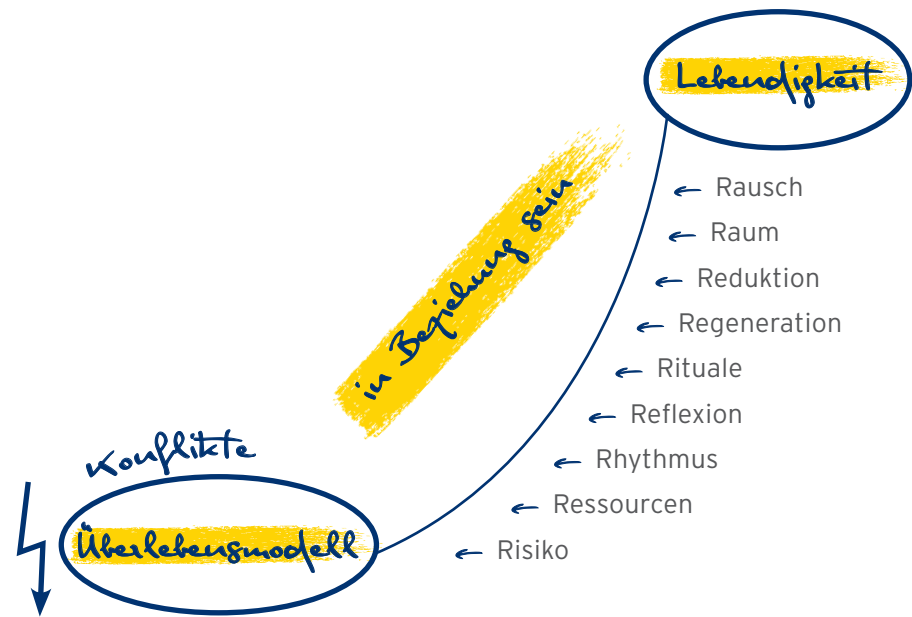 Lebendigkeit
Rausch
Raum
in Beziehung sein
Reduktion
Regeneration
Rituale
Reflexion
Konflikte
Rhythmus
Ressourcen
Überlebensmodell
Risiko